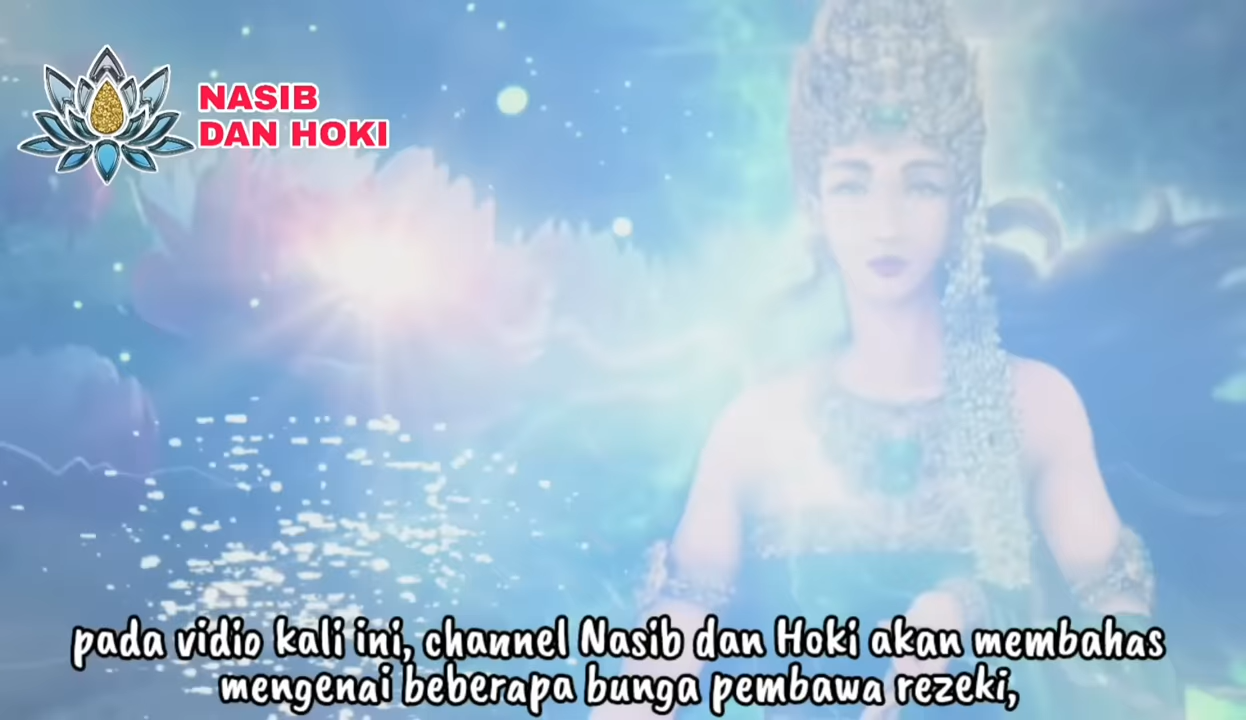 NASIB
DAN HOKI
pada vidio kali ini, channel Nasib dan Hoki akan membahas
mengenai beberapa bunga pembawa rezeki,